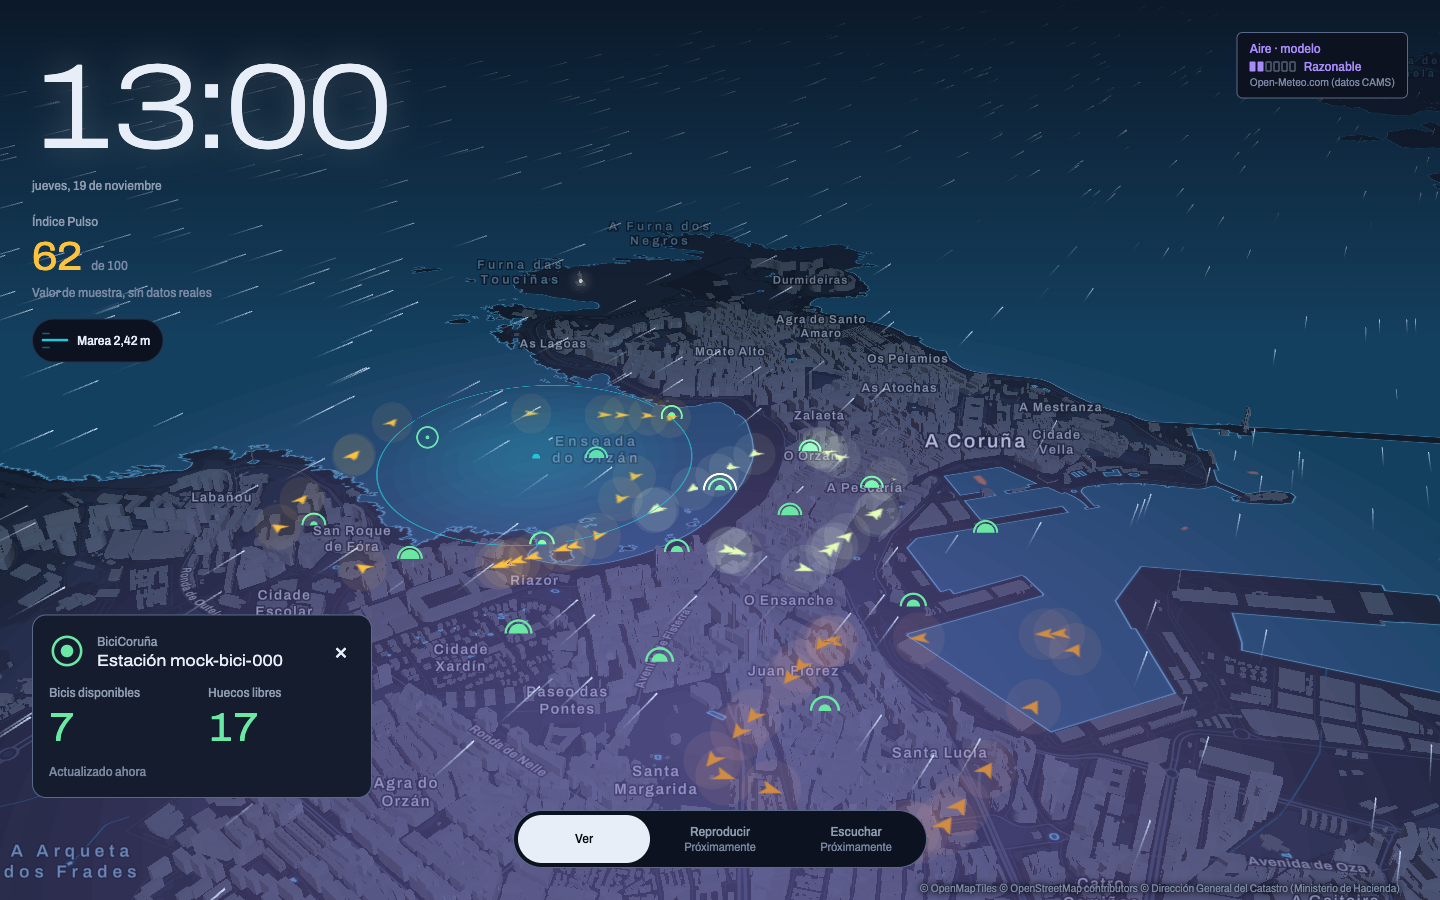 13:00
jueves, 19 de noviembre
Índice Pulso
62 de 100
Valor de muestra, sin datos reales
Marea 2,42 m
Aire · modelo
Razonable
Open-Meteo.com (datos CAMS)
A Furna dos
Negros
Furna das
Touciñas
Durmideiras
Agra de Santo
Amaro
As Lagoas
Monte Alto
Os Pelamios
As Atochas
A Mestranza
Zalaeta
A Coruña
Cidade
Vella
Enseada
do Orzán
O Orzán
A Pescaría
Labañou
San Roque
de Fóra
Riazor
Cidade
Escolar
O Ensanche
Cidade
Xardín
Juan Flórez
Paseo das
Pontes
Ronda de Nelle
Santa Lucía
Santa
Margarida
Agra do
Orzán
A Arqueta
dos Frades
Avenida de Oza
BiciCoruña
Estación mock-bici-000
Bicis disponibles
Huecos libres
7
17
Actualizado ahora
Ver
Reproducir
Próximamente
Escuchar
Próximamente
© OpenMapTiles © OpenStreetMap contributors © Dirección General del Catastro (Ministerio de Hacienda)